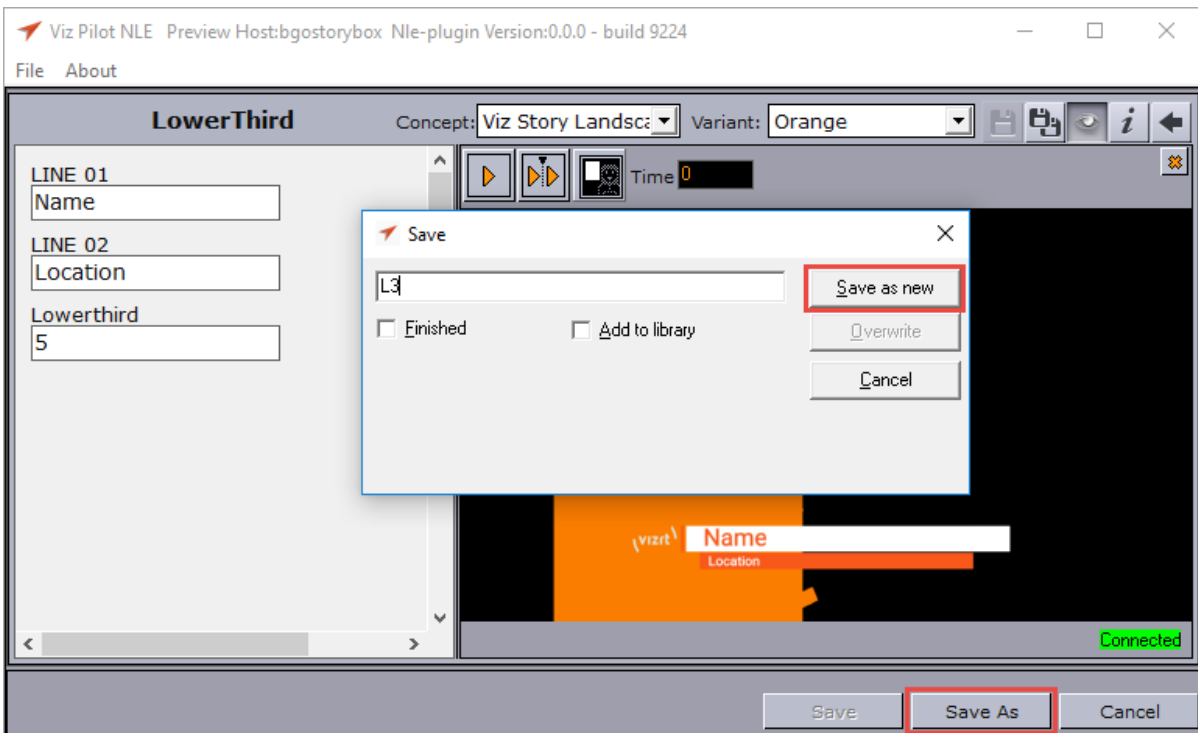 Viz Pilot NLE Preview Host:bgostorybox Nle-plugin Version:0.0.0 - build 9224
File About
LowerThird
Concept: Viz Story Landsca Variant: Orange
LINE 01
Name
LINE 02
Location
Lowerthird
5
Time 0
Save
L3
Save as new
Finished
Add to library
Overwrite
Cancel
vizrt
Name
Location
Connected
Save
Save As
Cancel